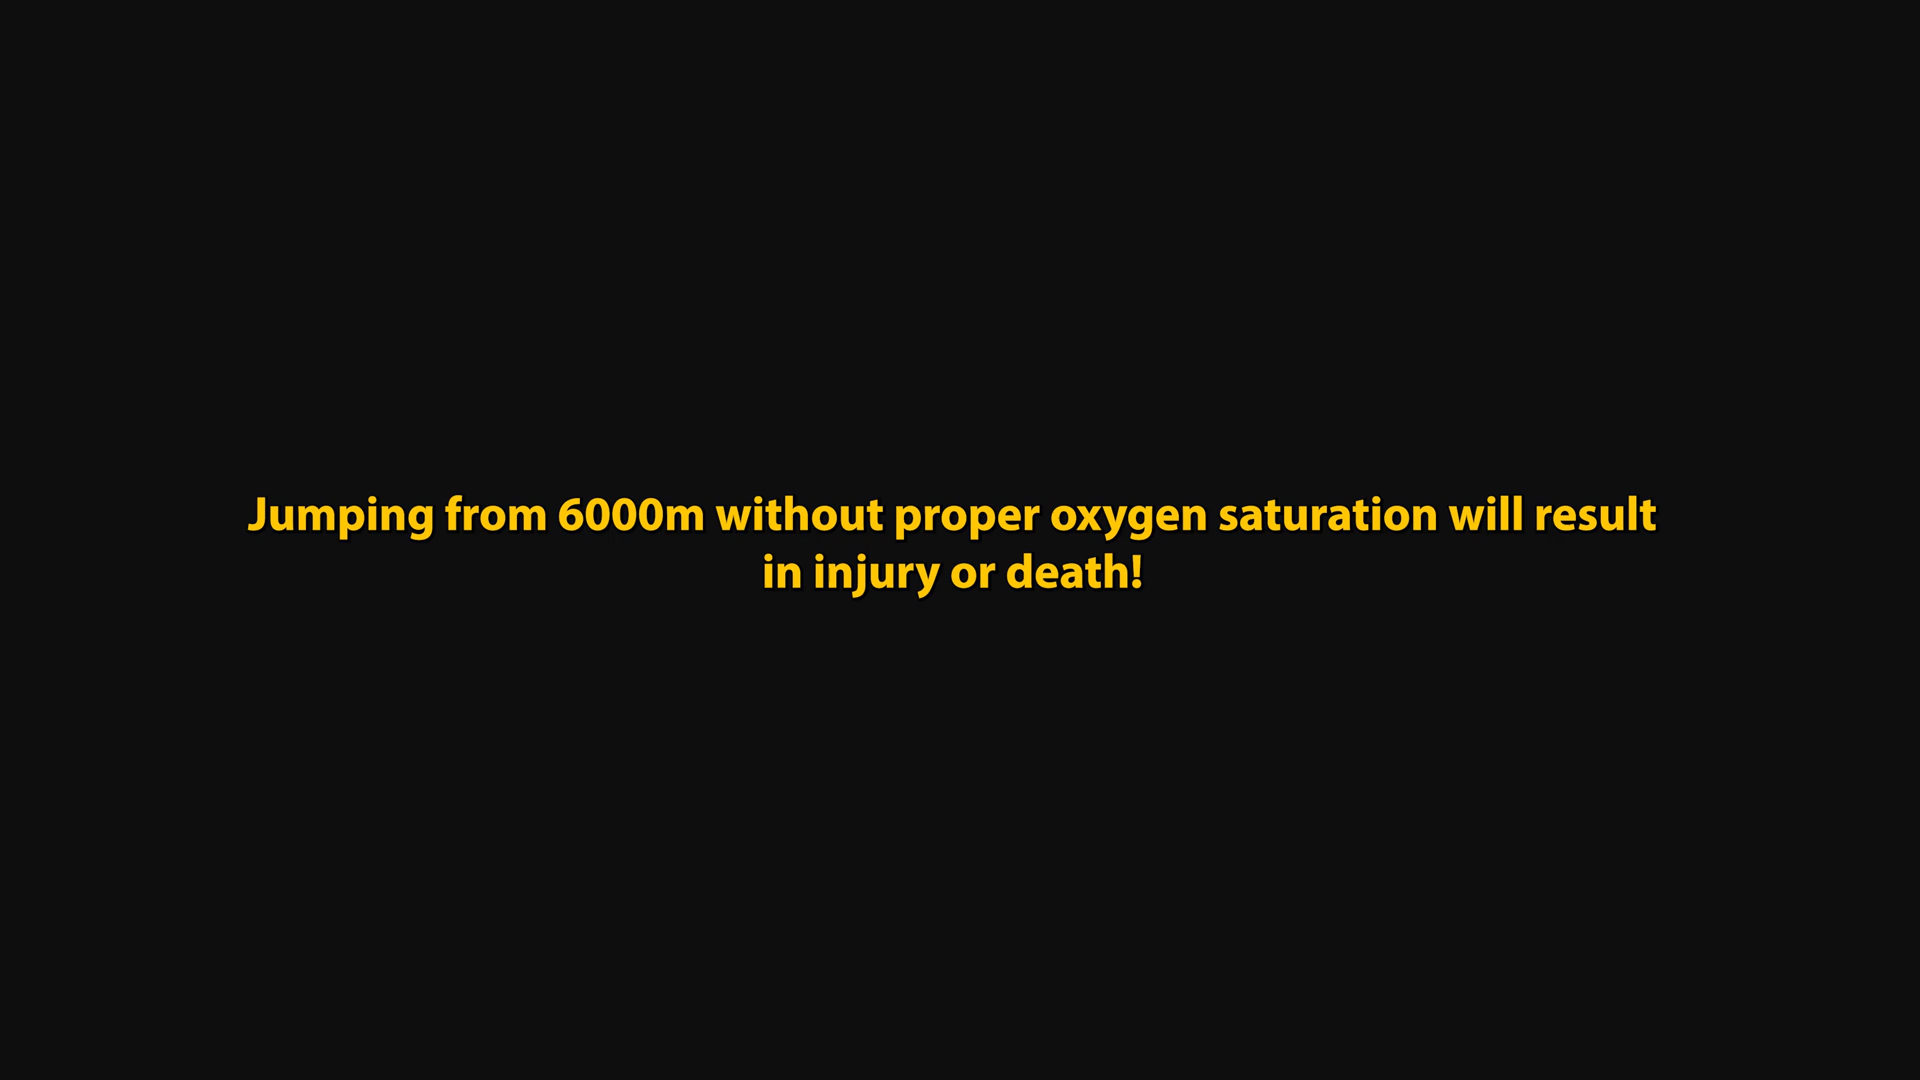 Jumping from 6000m without proper oxygen saturation will result
in injury or death!